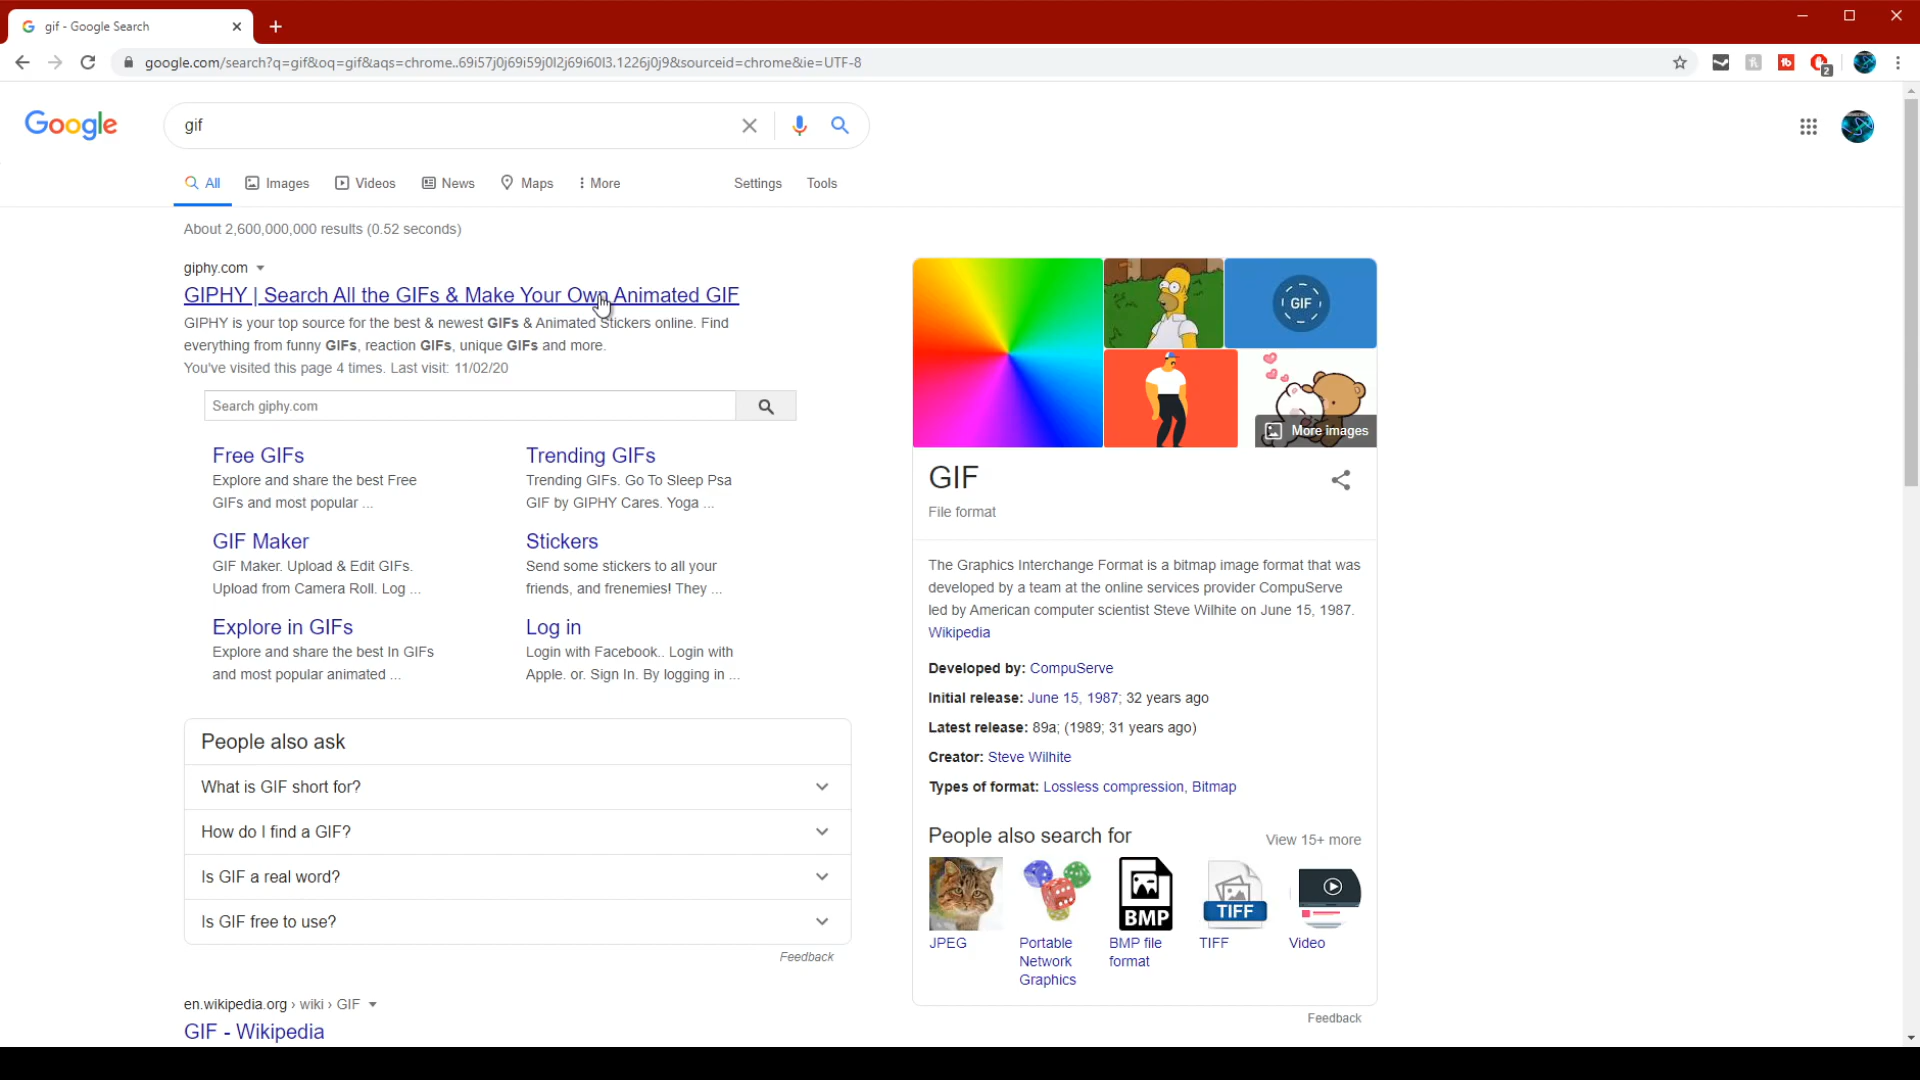 gif - Google Search
google.com/search?q=gif&oq=gif&aqs=chrome..69i57j0j69i59j0l2j69i60l3.1226j0j9&sourceid=chrome&ie=UTF-8
2
Google
gif
All
Images
Videos
News
Maps
More
Settings
Tools
About 2,600,000,000 results (0.52 seconds)
giphy.com
GIPHY | Search All the GIFs & Make Your Own Animated GIF
GIPHY is your top source for the best & newest GIFs & Animated Stickers online. Find
everything from funny GIFs, reaction GIFs, unique GIFs and more.
You've visited this page 4 times. Last visit: 11/02/20
Search giphy.com
Free GIFs
Explore and share the best Free
GIFs and most popular ...
Trending GIFs
Trending GIFs. Go To Sleep Psa
GIF by GIPHY Cares. Yoga ...
GIF Maker
GIF Maker. Upload & Edit GIFs.
Upload from Camera Roll. Log ...
Stickers
Send some stickers to all your
friends, and frenemies! They ...
Explore in GIFs
Explore and share the best In GIFs
and most popular animated ...
Log in
Login with Facebook.. Login with
Apple. or. Sign In. By logging in ...
People also ask
What is GIF short for?
How do I find a GIF?
Is GIF a real word?
Is GIF free to use?
Feedback
en.wikipedia.org › wiki › GIF
GIF - Wikipedia
GIF
More images
GIF
File format
The Graphics Interchange Format is a bitmap image format that was
developed by a team at the online services provider CompuServe
led by American computer scientist Steve Wilhite on June 15, 1987.
Wikipedia
Developed by: CompuServe
Initial release: June 15, 1987; 32 years ago
Latest release: 89a; (1989; 31 years ago)
Creator: Steve Wilhite
Types of format: Lossless compression, Bitmap
People also search for
View 15+ more
BMP
TIFF
JPEG
Portable
Network
Graphics
BMP file
format
TIFF
Video
Feedback